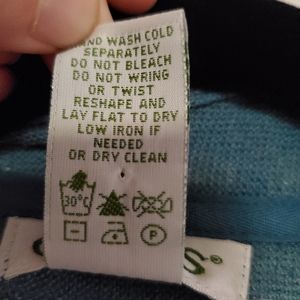 HAND WASH COLD
SEPARATELY
DO NOT BLEACH
DO NOT WRING
OR TWIST
RESHAPE AND
LAY FLAT TO DRY
LOW IRON IF
NEEDED
OR DRY CLEAN
30°C
P
S®